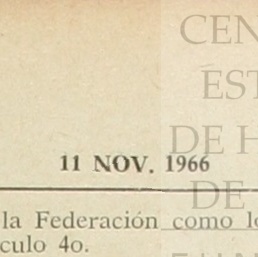 CEN
EST
DE H
11 NOV. 1966
DE
la Federación como lo
culo 4o.